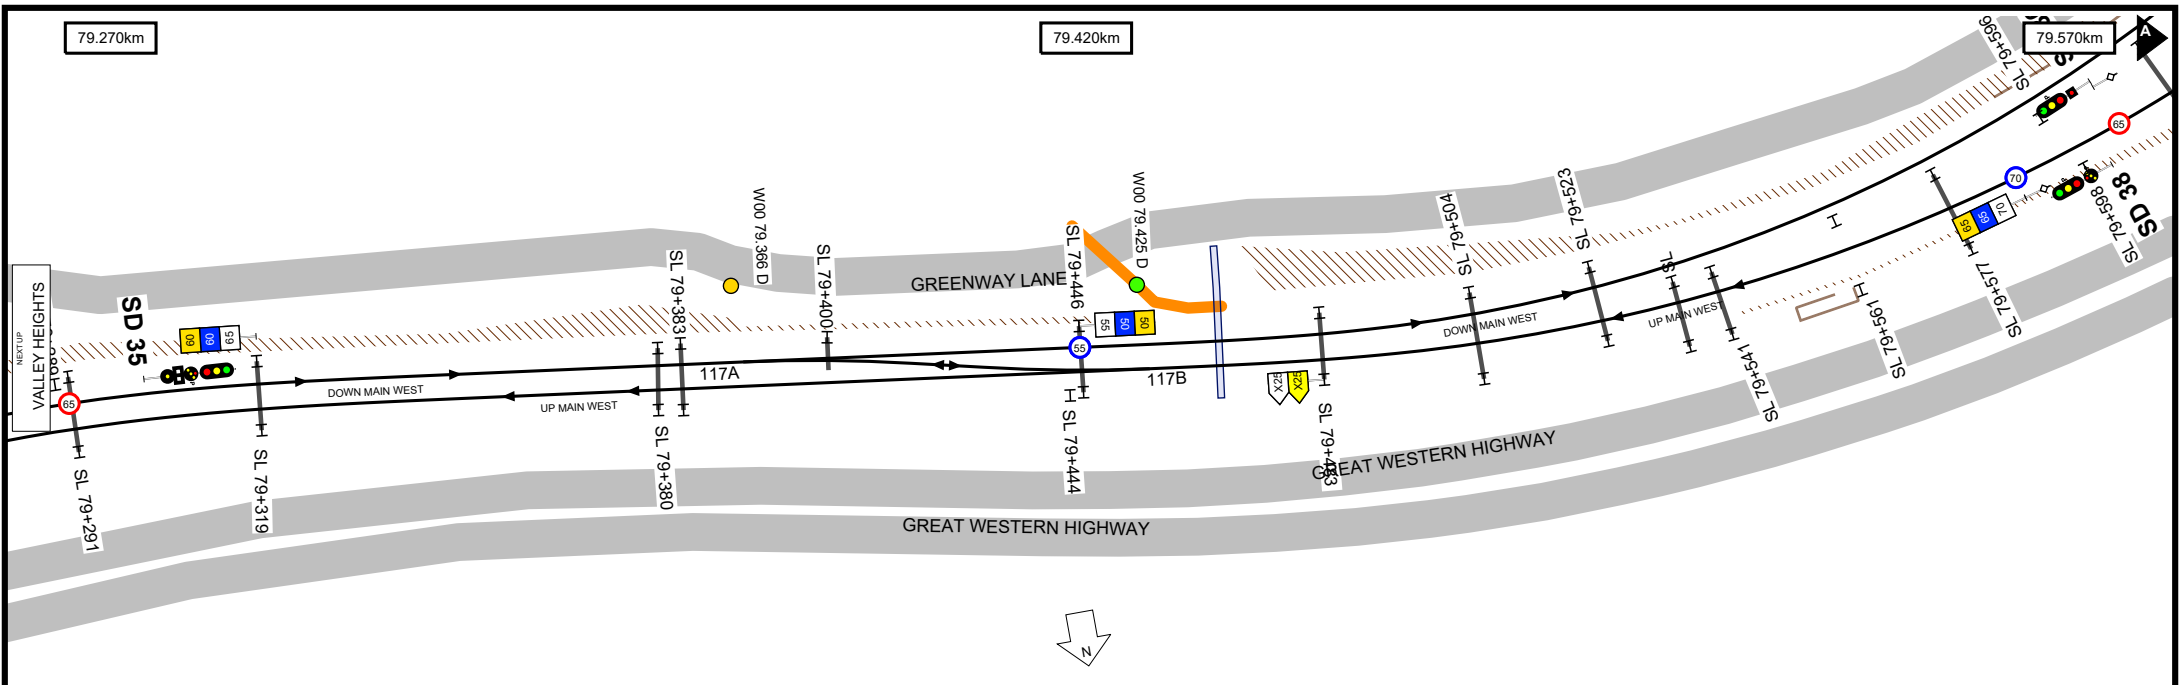 79.270km
79.420km
79.570km
A
SL 79+596
65
70
SD 38
SL 79+598
65
65
70
SL 79+577
SL 79+561
SL 79+541
SL
SL 79+523
SL 79+504
UP MAIN WEST
DOWN MAIN WEST
W00 79.425 D
W00 79.366 D
GREENWAY LANE
SL 79+446
SL 79+400
SL 79+383
55
50
50
55
NEXT UP
VALLEY HEIGHTS
SD 35
60
60
65
65
DOWN MAIN WEST
UP MAIN WEST
117A
117B
X25
X25
SL 79+291
SL 79+319
SL 79+380
SL 79+444
GREAT WESTERN HIGHWAY
GREAT WESTERN HIGHWAY
N